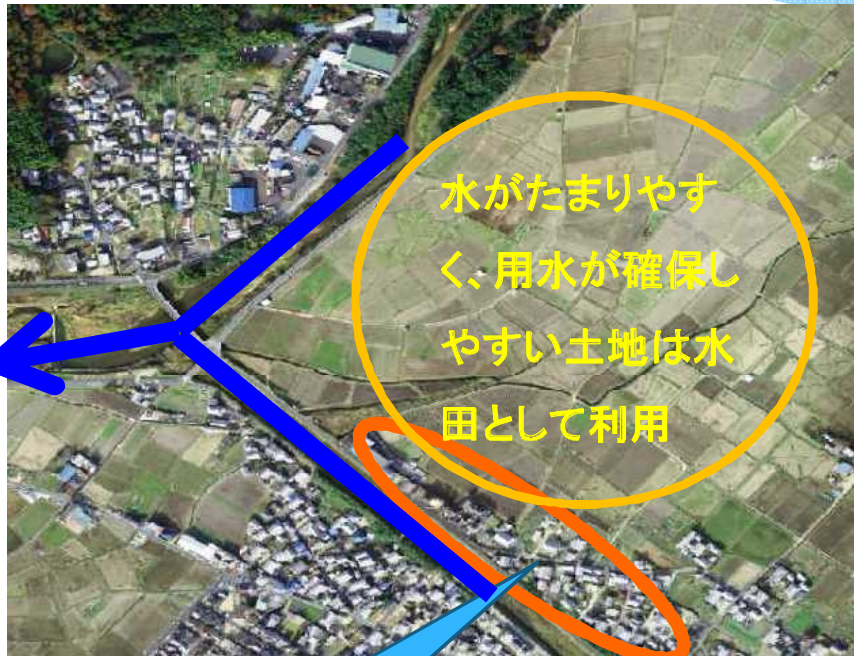 水がたまりやす
く、用水が確保し
やすい土地は水
田として利用